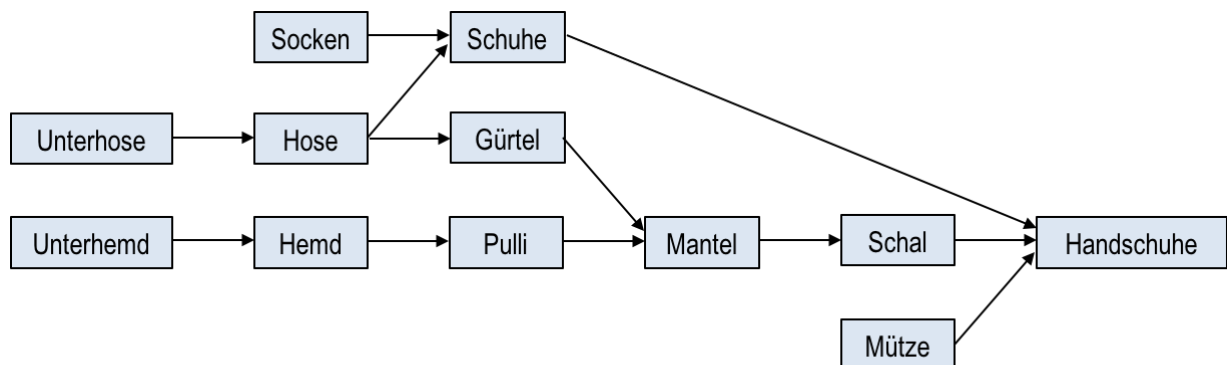 Socken
Schuhe
Unterhose
Hose
Gürtel
Unterhemd
Hemd
Pulli
Mantel
Schal
Handschuhe
Mütze